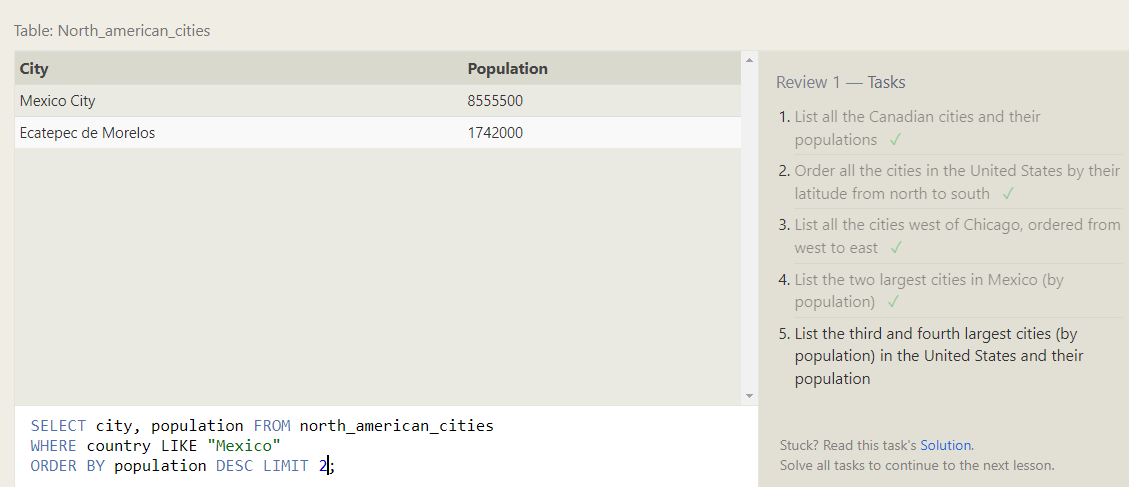 Table: North_american_cities
City Population
Mexico City 8555500
Ecatepec de Morelos 1742000
SELECT city, population FROM north_american_cities
WHERE country LIKE "Mexico"
ORDER BY population DESC LIMIT 2;
Review 1 — Tasks
1. List all the Canadian cities and their
populations ✓
2. Order all the cities in the United States by their
latitude from north to south ✓
3. List all the cities west of Chicago, ordered from
west to east ✓
4. List the two largest cities in Mexico (by
population) ✓
5. List the third and fourth largest cities (by
population) in the United States and their
population
Stuck? Read this task's Solution.
Solve all tasks to continue to the next lesson.